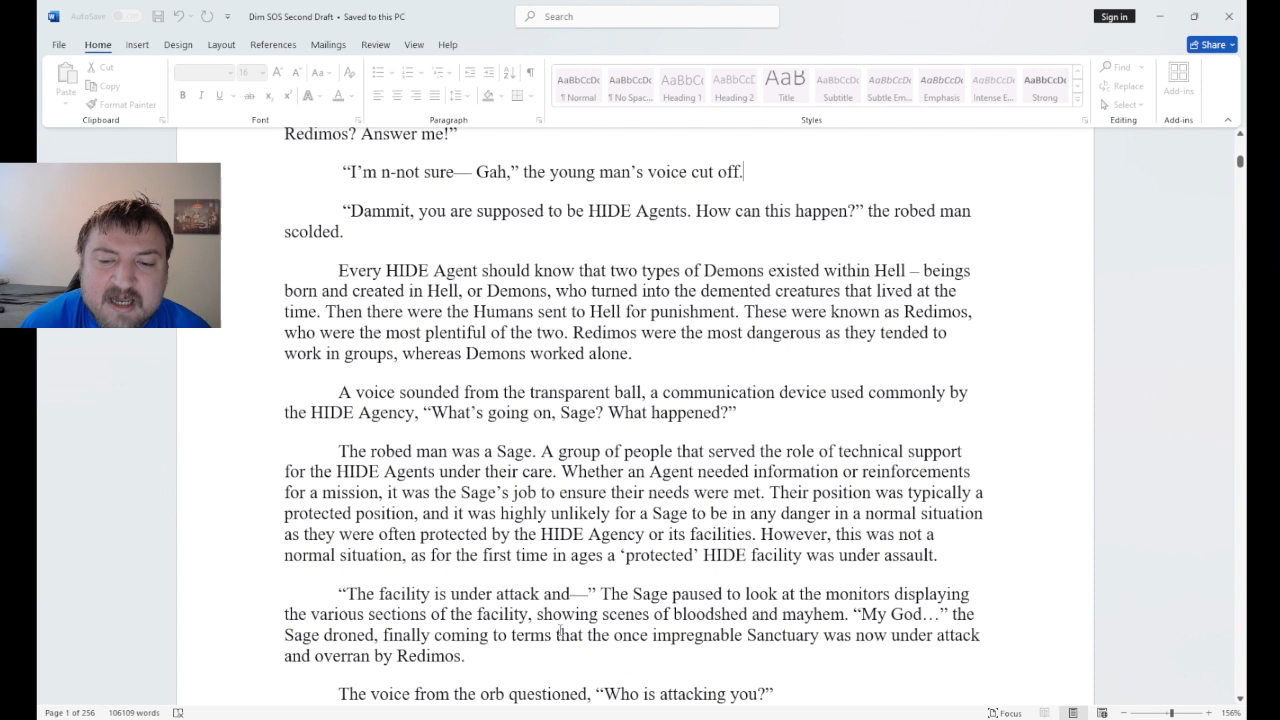 AutoSave Off
Dim SOS Second Draft • Saved to this PC
Search
Sign in
File Home Insert Design Layout References Mailings Review View Help
Share
Paste
Cut
Copy
Format Painter
Clipboard
16
Font
Paragraph
AaBbCcDc AaBbCcDc AaBbCc AaBbCcD AaB AaBbCcD AaBbCcDc AaBbCcDc AaBbCcDc AaBbCcDc
¶ Normal ¶ No Spac... Heading 1 Heading 2 Title Subtitle Subtle Em... Emphasis Intense E... Strong
Styles
Find
Replace
Select
Editing
Add-ins
Add-ins
Redimos? Answer me!”
“I’m n-not sure— Gah,” the young man’s voice cut off.
“Dammit, you are supposed to be HIDE Agents. How can this happen?” the robed man
scolded.
Every HIDE Agent should know that two types of Demons existed within Hell – beings
born and created in Hell, or Demons, who turned into the demented creatures that lived at the
time. Then there were the Humans sent to Hell for punishment. These were known as Redimos,
who were the most plentiful of the two. Redimos were the most dangerous as they tended to
work in groups, whereas Demons worked alone.
A voice sounded from the transparent ball, a communication device used commonly by
the HIDE Agency, “What’s going on, Sage? What happened?”
The robed man was a Sage. A group of people that served the role of technical support
for the HIDE Agents under their care. Whether an Agent needed information or reinforcements
for a mission, it was the Sage’s job to ensure their needs were met. Their position was typically a
protected position, and it was highly unlikely for a Sage to be in any danger in a normal situation
as they were often protected by the HIDE Agency or its facilities. However, this was not a
normal situation, as for the first time in ages a ‘protected’ HIDE facility was under assault.
“The facility is under attack and—” The Sage paused to look at the monitors displaying
the various sections of the facility, showing scenes of bloodshed and mayhem. “My God…” the
Sage droned, finally coming to terms that the once impregnable Sanctuary was now under attack
and overran by Redimos.
The voice from the orb questioned, “Who is attacking you?”
Page 1 of 256 106109 words
Focus
156%